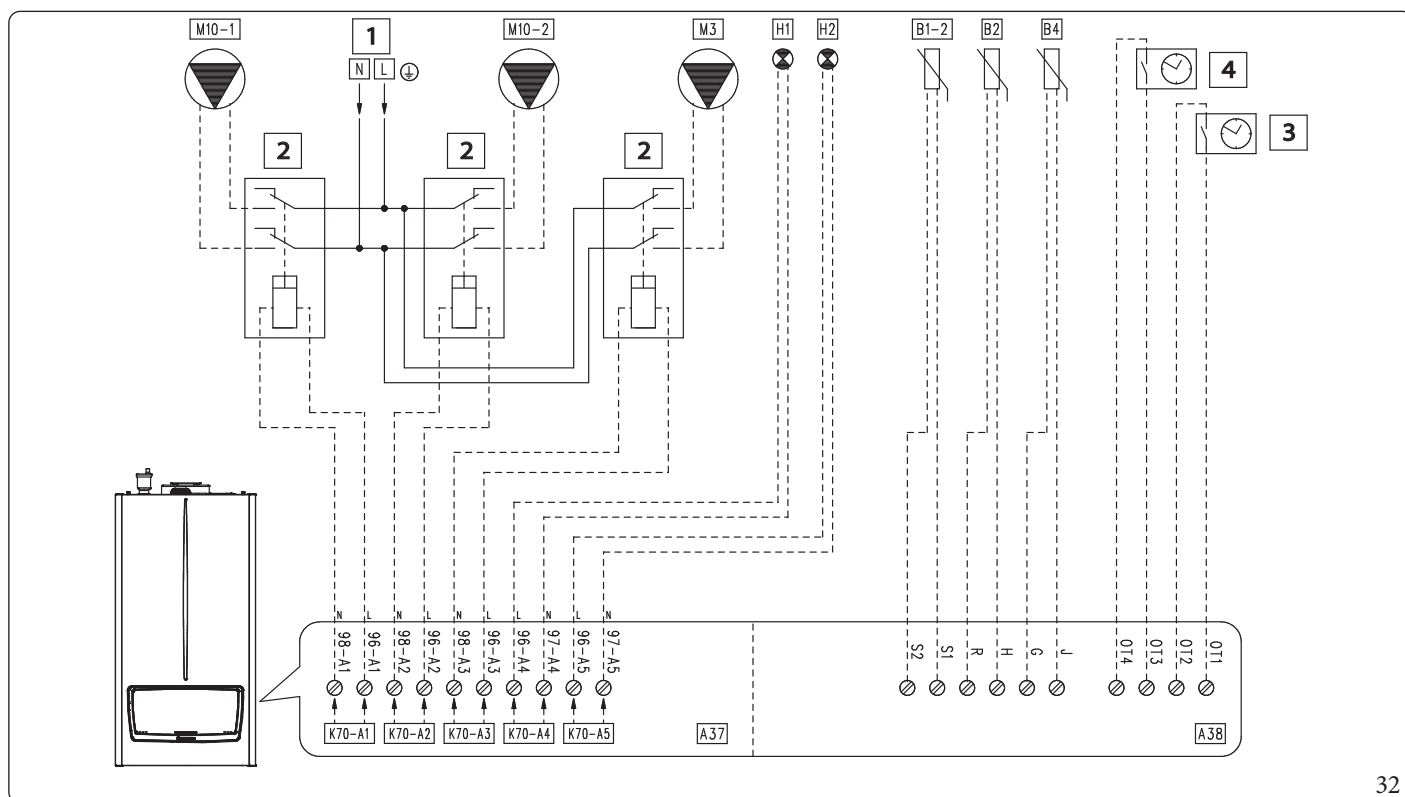 M10-1
1
M10-2
M3
H1
H2
B1-2
B2
B4
N L
4
3
2
2
2
N L N L N L L N L N
98-A1
96-A1
98-A2
96-A2
98-A3
96-A3
96-A4
97-A4
96-A5
97-A5
S2
S1
R
H
G
J
OT4
OT3
OT2
OT1
K70-A1
K70-A2
K70-A3
K70-A4
K70-A5
A37
A38
32